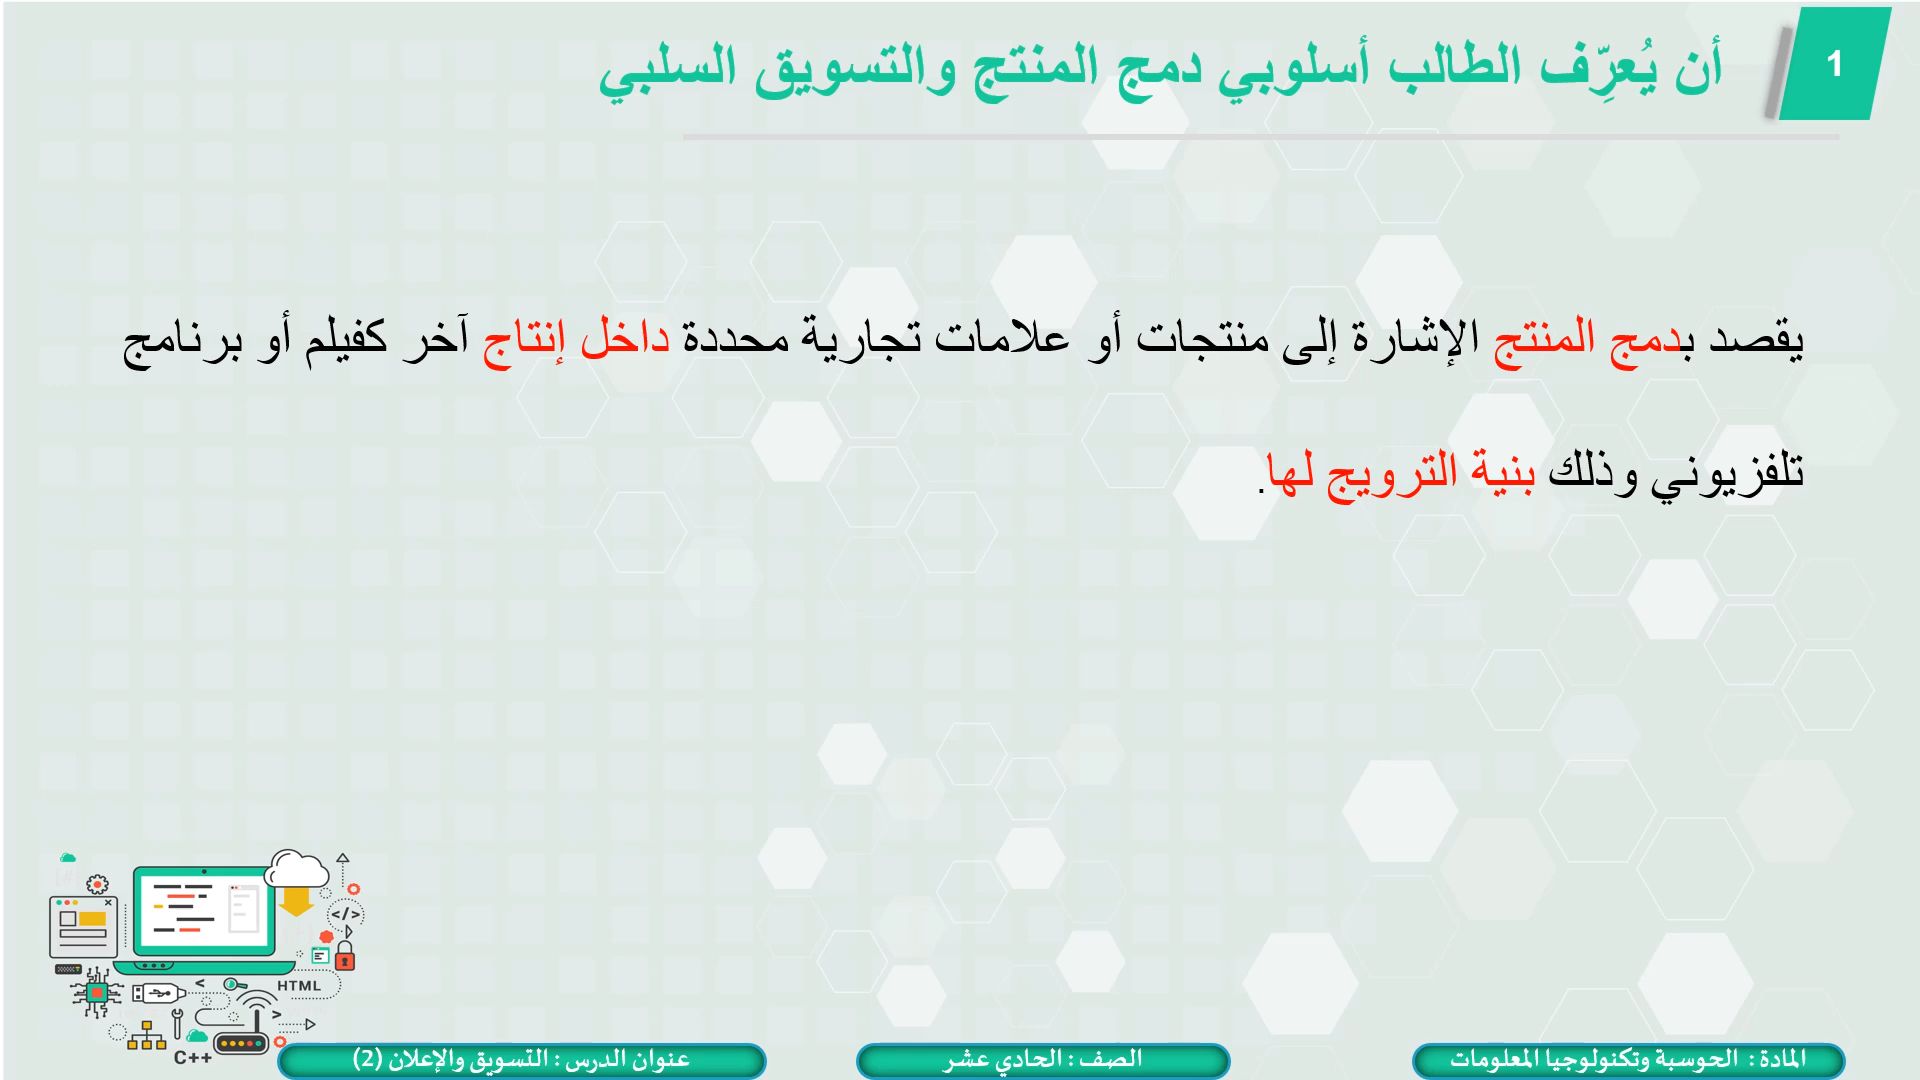 1
أن يُعرِّف الطالب أسلوبي دمج المنتج والتسويق السلبي
يقصد بدمج المنتج الإشارة إلى منتجات أو علامات تجارية محددة داخل إنتاج آخر كفيلم أو برنامج
تلفزيوني وذلك بنية الترويج لها.
</>
HTML
<
>
C++
المادة : الحوسبة وتكنولوجيا المعلومات
الصف : الحادي عشر
عنوان الدرس : التسويق والإعلان (2)